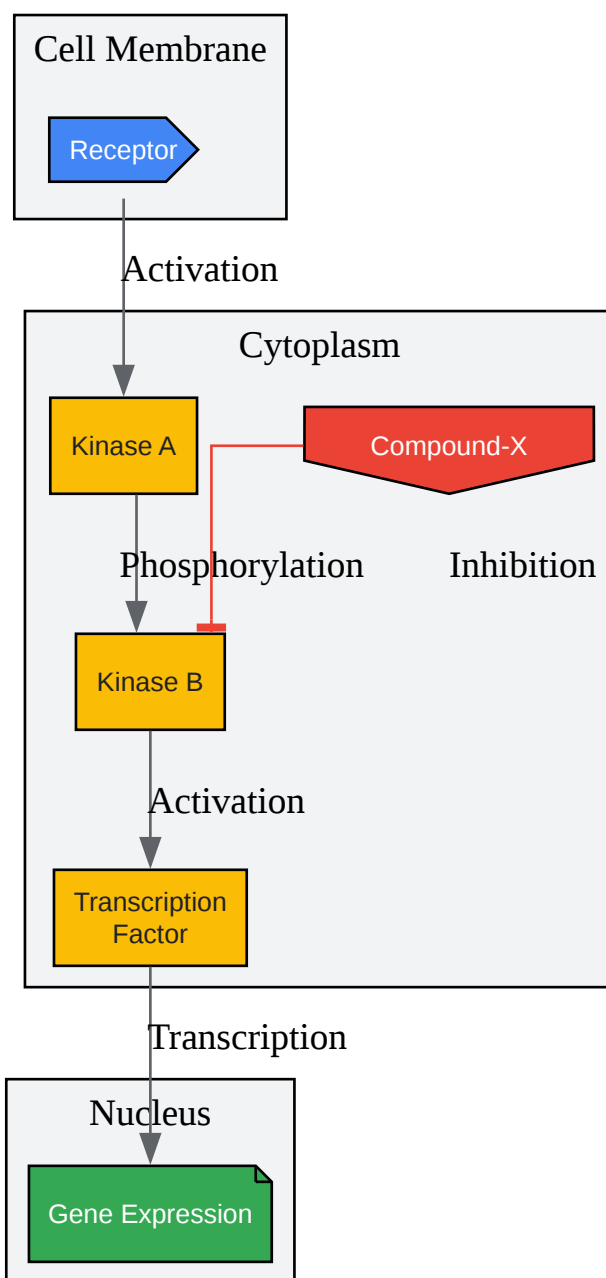 Cell Membrane
Receptor
Activation
Cytoplasm
Kinase A
Compound-X
Phosphorylation
Inhibition
Kinase B
Activation
Transcription
Factor
Transcription
Nucleus
Gene Expression